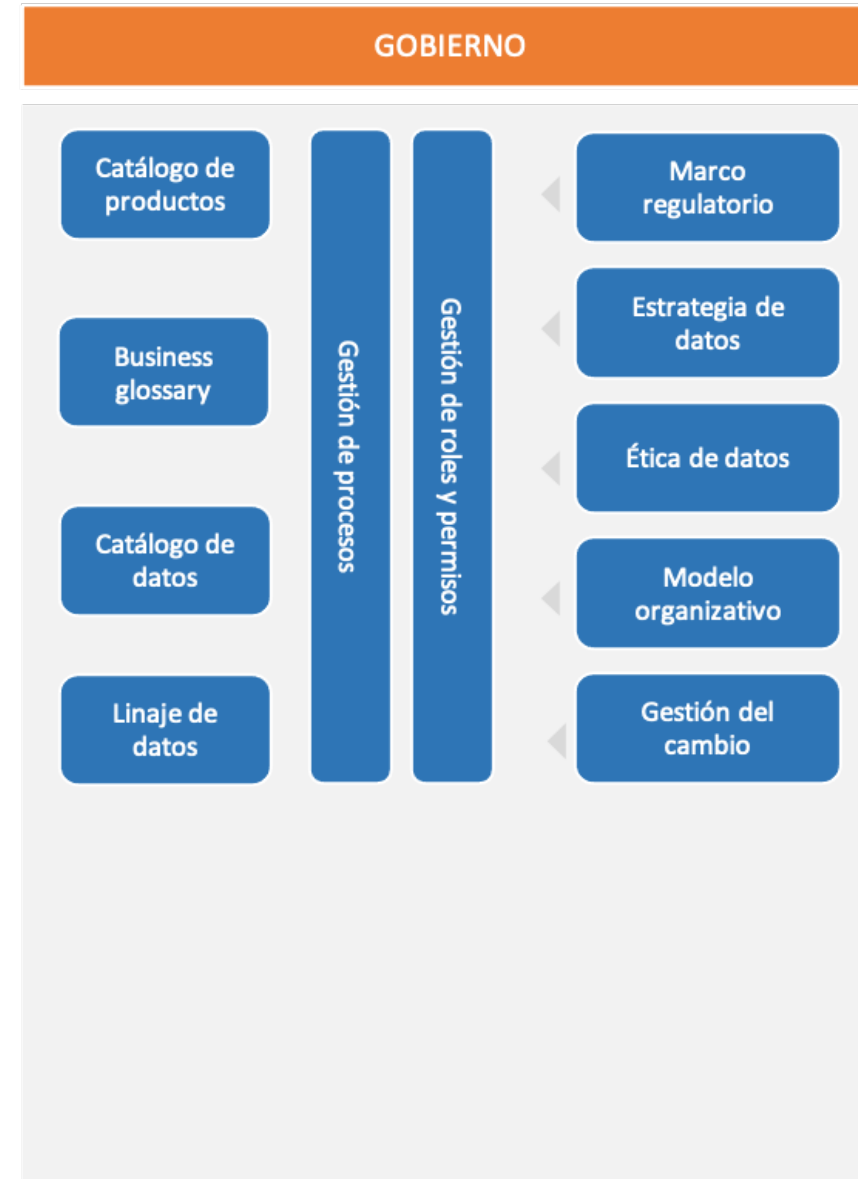 GOBIERNO
Catálogo de
productos
Business
glossary
Catálogo de
datos
Linaje de
datos
Gestión de procesos
Gestión de roles y permisos
Marco
regulatorio
Estrategia de
datos
Ética de datos
Modelo
organizativo
Gestión del
cambio